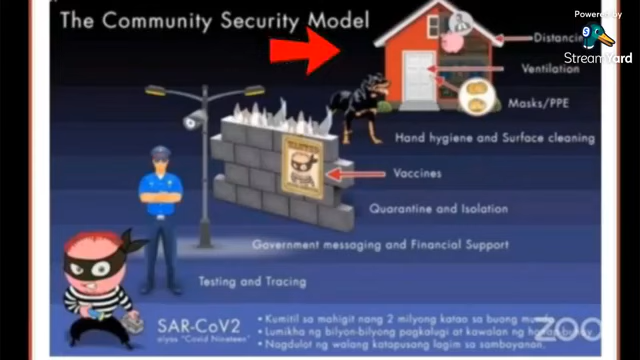 The Community Security Model
Powered by
StreamYard
Distancing
Ventilation
Masks/PPE
Hand hygiene and Surface cleaning
WANTED
Vaccines
Quarantine and Isolation
Government messaging and Financial Support
Testing and Tracing
SAR-CoV2
alyas "Covid Nineteen"
• Kumitil sa mahigit nang 2 milyong katao sa buong
• Lumikha ng bilyon-bilyong pagkalugi at kawalan ng
• Nagdulot ng walang katapusang lagim sa sambayanan.
ZOO